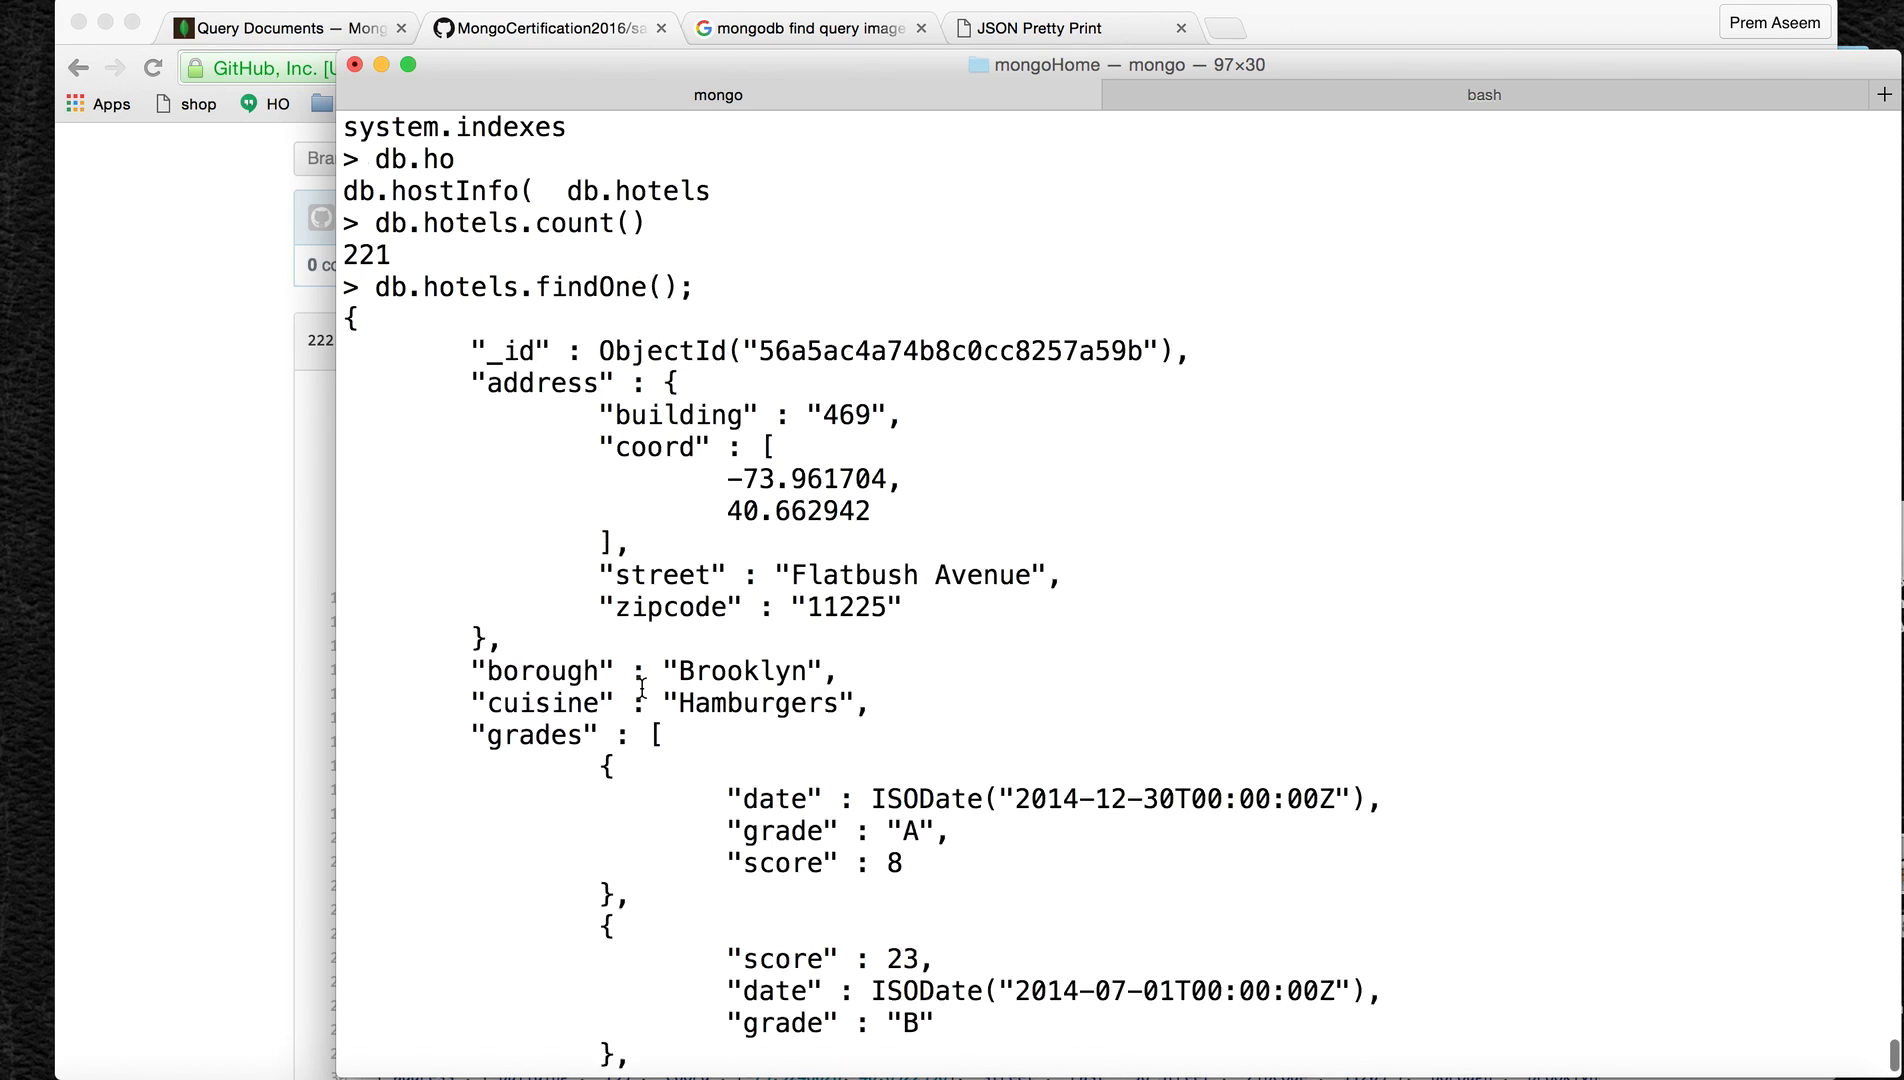 Query Documents — Mong
MongoCertification2016/sa
mongodb find query image
JSON Pretty Print
Prem Aseem
GitHub, Inc. [U
mongoHome — mongo — 97×30
Apps
shop
HO
mongo
bash
+
Bra
0 co
222
system.indexes
> db.ho
db.hostInfo(  db.hotels
> db.hotels.count()
221
> db.hotels.findOne();
{
"_id" : ObjectId("56a5ac4a74b8c0cc8257a59b"),
"address" : {
"building" : "469",
"coord" : [
-73.961704,
40.662942
],
"street" : "Flatbush Avenue",
"zipcode" : "11225"
},
"borough" : "Brooklyn",
"cuisine" : "Hamburgers",
"grades" : [
{
"date" : ISODate("2014-12-30T00:00:00Z"),
"grade" : "A",
"score" : 8
},
{
"score" : 23,
"date" : ISODate("2014-07-01T00:00:00Z"),
"grade" : "B"
},